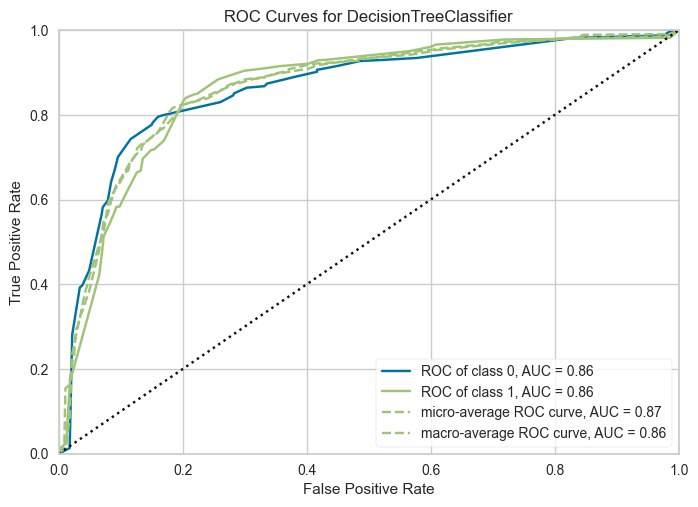 ROC Curves for DecisionTreeClassifier
1.0
0.8
0.6
0.4
0.2
0.0
True Positive Rate
ROC of class 0, AUC = 0.86
ROC of class 1, AUC = 0.86
micro-average ROC curve, AUC = 0.87
macro-average ROC curve, AUC = 0.86
0.0 0.2 0.4 0.6 0.8 1.0
False Positive Rate